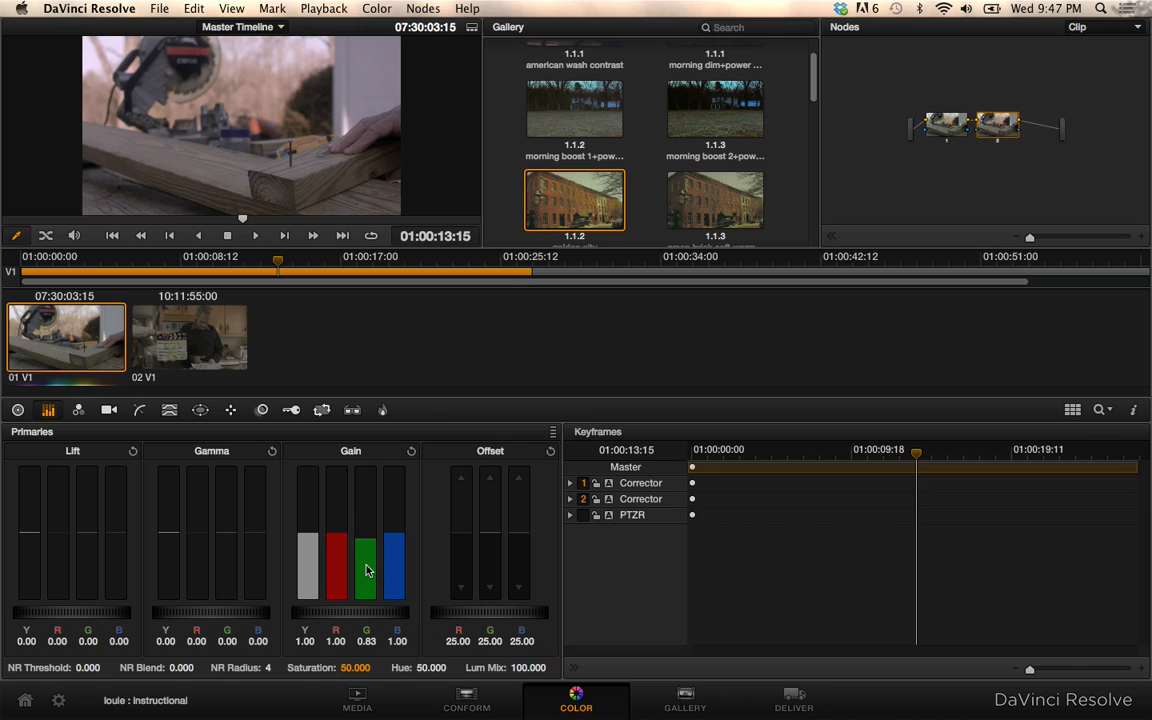 DaVinci Resolve File Edit View Mark Playback Color Nodes Help 6 Wed 9:47 PM
Master Timeline 07:30:03:15 Gallery Search Nodes Clip
1.1.1 1.1.1
american wash contrast morning dim+power ...
1.1.2 1.1.3
morning boost 1+pow... morning boost 2+pow...
1 2
1.1.2 1.1.3
01:00:13:15
01:00:00:00 01:00:08:12 01:00:17:00 01:00:25:12 01:00:34:00 01:00:42:12 01:00:51:00
V1
07:30:03:15 10:11:55:00
01 V1 02 V1
Primaries Keyframes
Lift Gamma Gain Offset 01:00:13:15 01:00:00:00 01:00:09:18 01:00:19:11
Master
1 A Corrector
2 A Corrector
A PTZR
Y R G B Y R G B Y R G B R G B
0.00 0.00 0.00 0.00 0.00 0.00 0.00 0.00 1.00 1.00 0.83 1.00 25.00 25.00 25.00
NR Threshold: 0.000 NR Blend: 0.000 NR Radius: 4 Saturation: 50.000 Hue: 50.000 Lum Mix: 100.000
louie : instructional MEDIA CONFORM COLOR GALLERY DELIVER DaVinci Resolve